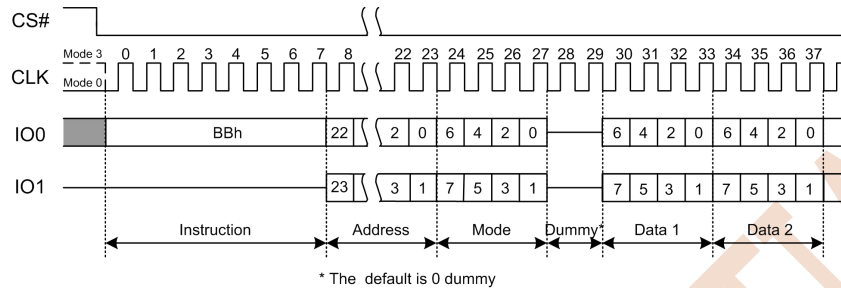 CS#
Mode 3 0 1 2 3 4 5 6 7 8 22 23 24 25 26 27 28 29 30 31 32 33 34 35 36 37
CLK
Mode 0
IO0 BBh 22 2 0 6 4 2 0 6 4 2 0 6 4 2 0
IO1 23 3 1 7 5 3 1 7 5 3 1 7 5 3 1
Instruction Address Mode Dummy* Data 1 Data 2
* The default is 0 dummy